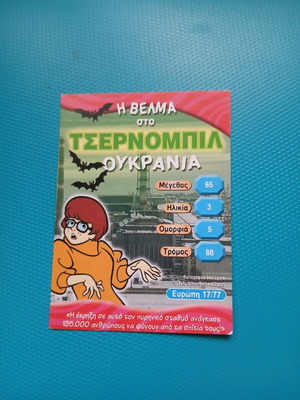 Η ΒΕΛΜΑ
στο
ΤΣΕΡΝΟΜΠΙΛ
ΟΥΚΡΑΝΙΑ
Μέγεθος 65
Ηλικία 3
Ομορφιά 5
Τρόμος 88
Ευρώπη 17/77
«Η έκρηξη σε αυτό τον πυρηνικό σταθμό ανάγκασε
135.000 ανθρώπους να φύγουν από τα σπίτια τους!»